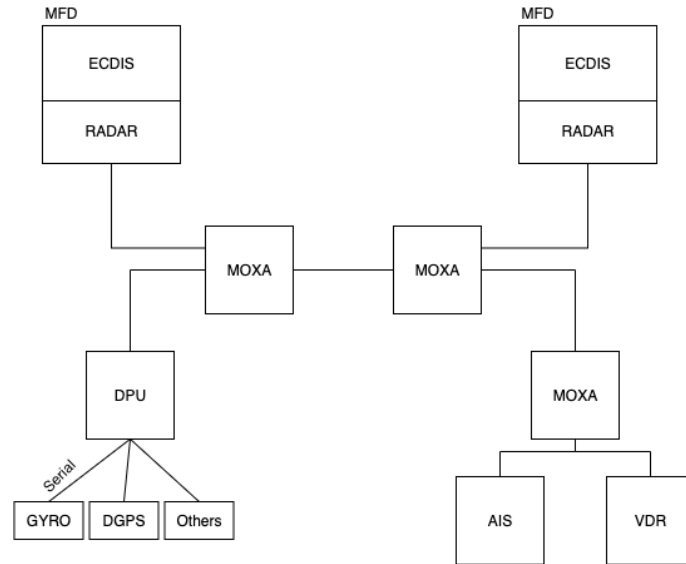 MFD
MFD
ECDIS
ECDIS
RADAR
RADAR
MOXA
MOXA
DPU
MOXA
Serial
GYRO
DGPS
Others
AIS
VDR